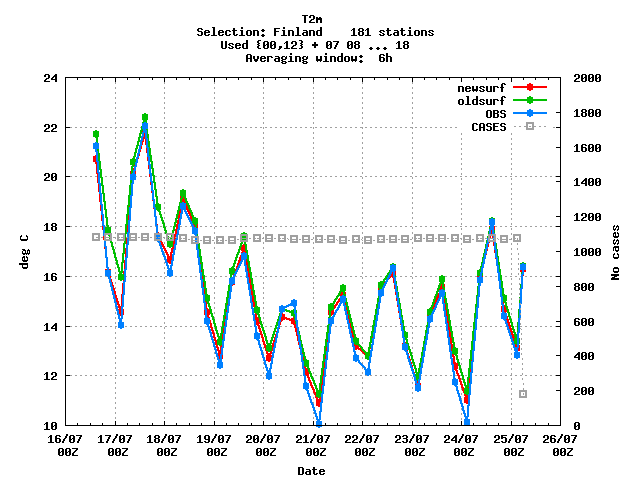 T2m
Selection: Finland 181 stations
Used {00,12} + 07 08 ... 18
Averaging window: 6h
24
22
20
18
16
14
12
10
deg C
2000
1800
1600
1400
1200
1000
800
600
400
200
0
No cases
newsurf
oldsurf
OBS
CASES
16/07 17/07 18/07 19/07 20/07 21/07 22/07 23/07 24/07 25/07 26/07
00Z 00Z 00Z 00Z 00Z 00Z 00Z 00Z 00Z 00Z 00Z
Date